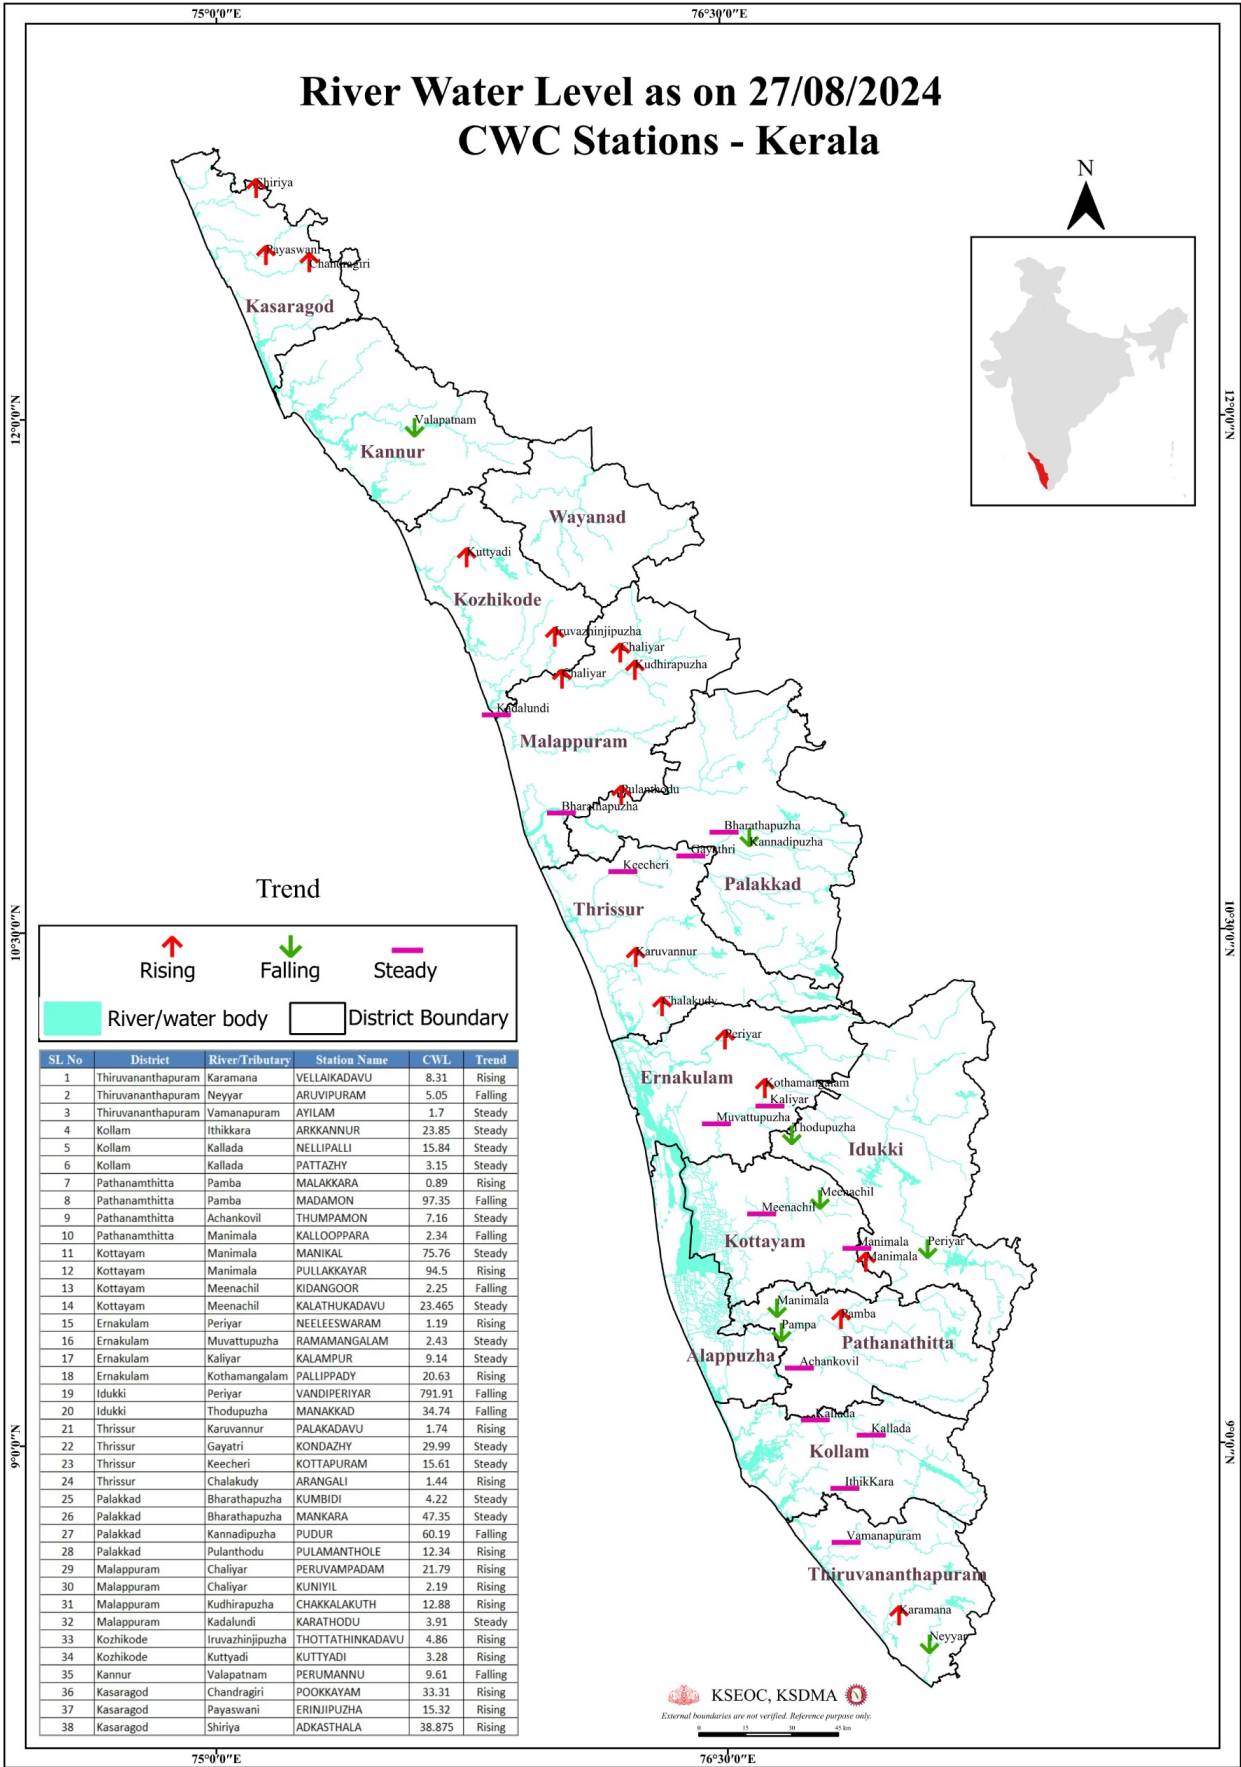 75°0'0"E 76°30'0"E
River Water Level as on 27/08/2024
CWC Stations - Kerala
N
Shiriya
Payaswani
Chandragiri
Kasaragod
12°0'0"N
12°0'0"N
Valapatnam
Kannur
Wayanad
Kuttyadi
Kozhikode
Iruvazhinjipuzha
Chaliyar
Kudhirapuzha
Chaliyar
Kadalundi
Malappuram
Pulanthodu
Bharathapuzha
Bharathapuzha
Kannadipuzha
Gayathri
Keecheri
Palakkad
Thrissur
10°30'0"N
10°30'0"N
Karuvannur
Chalakudy
Periyar
Ernakulam
Kothamangalam
Kaliyar
Muvattupuzha
Thodupuzha
Idukki
Meenachil
Meenachil
Kottayam
Manimala
Periyar
Manimala
Manimala
Pamba
Pampa
Pathanathitta
Alappuzha
Achankovil
Kallada
Kallada
Kollam
9°0'0"N
9°0'0"N
IthikKara
Vamanapuram
Thiruvananthapuram
Karamana
Neyyar
Trend
Rising Falling Steady
River/water body District Boundary
SL No District River/Tributary Station Name CWL Trend
1 Thiruvananthapuram Karamana VELLAIKADAVU 8.31 Rising
2 Thiruvananthapuram Neyyar ARUVIPURAM 5.05 Falling
3 Thiruvananthapuram Vamanapuram AYILAM 1.7 Steady
4 Kollam Ithikkara ARKKANNUR 23.85 Steady
5 Kollam Kallada NELLIPALLI 15.84 Steady
6 Kollam Kallada PATTAZHY 3.15 Steady
7 Pathanamthitta Pamba MALAKKARA 0.89 Rising
8 Pathanamthitta Pamba MADAMON 97.35 Falling
9 Pathanamthitta Achankovil THUMPAMON 7.16 Steady
10 Pathanamthitta Manimala KALLOOPPARA 2.34 Falling
11 Kottayam Manimala MANIKAL 75.76 Steady
12 Kottayam Manimala PULLAKKAYAR 94.5 Rising
13 Kottayam Meenachil KIDANGOOR 2.25 Falling
14 Kottayam Meenachil KALATHUKADAVU 23.465 Steady
15 Ernakulam Periyar NEELEESWARAM 1.19 Rising
16 Ernakulam Muvattupuzha RAMAMANGALAM 2.43 Steady
17 Ernakulam Kaliyar KALAMPUR 9.14 Steady
18 Ernakulam Kothamangalam PALLIPPADY 20.63 Rising
19 Idukki Periyar VANDIPERIYAR 791.91 Falling
20 Idukki Thodupuzha MANAKKAD 34.74 Falling
21 Thrissur Karuvannur PALAKADAVU 1.74 Rising
22 Thrissur Gayatri KONDAZHY 29.99 Steady
23 Thrissur Keecheri KOTTAPURAM 15.61 Steady
24 Thrissur Chalakudy ARANGALI 1.44 Rising
25 Palakkad Bharathapuzha KUMBIDI 4.22 Steady
26 Palakkad Bharathapuzha MANKARA 47.35 Steady
27 Palakkad Kannadipuzha PUDUR 60.19 Falling
28 Palakkad Pulanthodu PULAMANTHOLE 12.34 Rising
29 Malappuram Chaliyar PERUVAMPADAM 21.79 Rising
30 Malappuram Chaliyar KUNIYIL 2.19 Rising
31 Malappuram Kudhirapuzha CHAKKALAKUTH 12.88 Rising
32 Malappuram Kadalundi KARATHODU 3.91 Steady
33 Kozhikode Iruvazhinjipuzha THOTTATHINKADAVU 4.86 Rising
34 Kozhikode Kuttyadi KUTTYADI 3.28 Rising
35 Kannur Valapatnam PERUMANNU 9.61 Falling
36 Kasaragod Chandragiri POOKKAYAM 33.31 Rising
37 Kasaragod Payaswani ERINJIPUZHA 15.32 Rising
38 Kasaragod Shiriya ADKASTHALA 38.875 Rising
KSEOC, KSDMA
External boundaries are not verified. Reference purpose only.
0 15 30 45 km
75°0'0"E 76°30'0"E